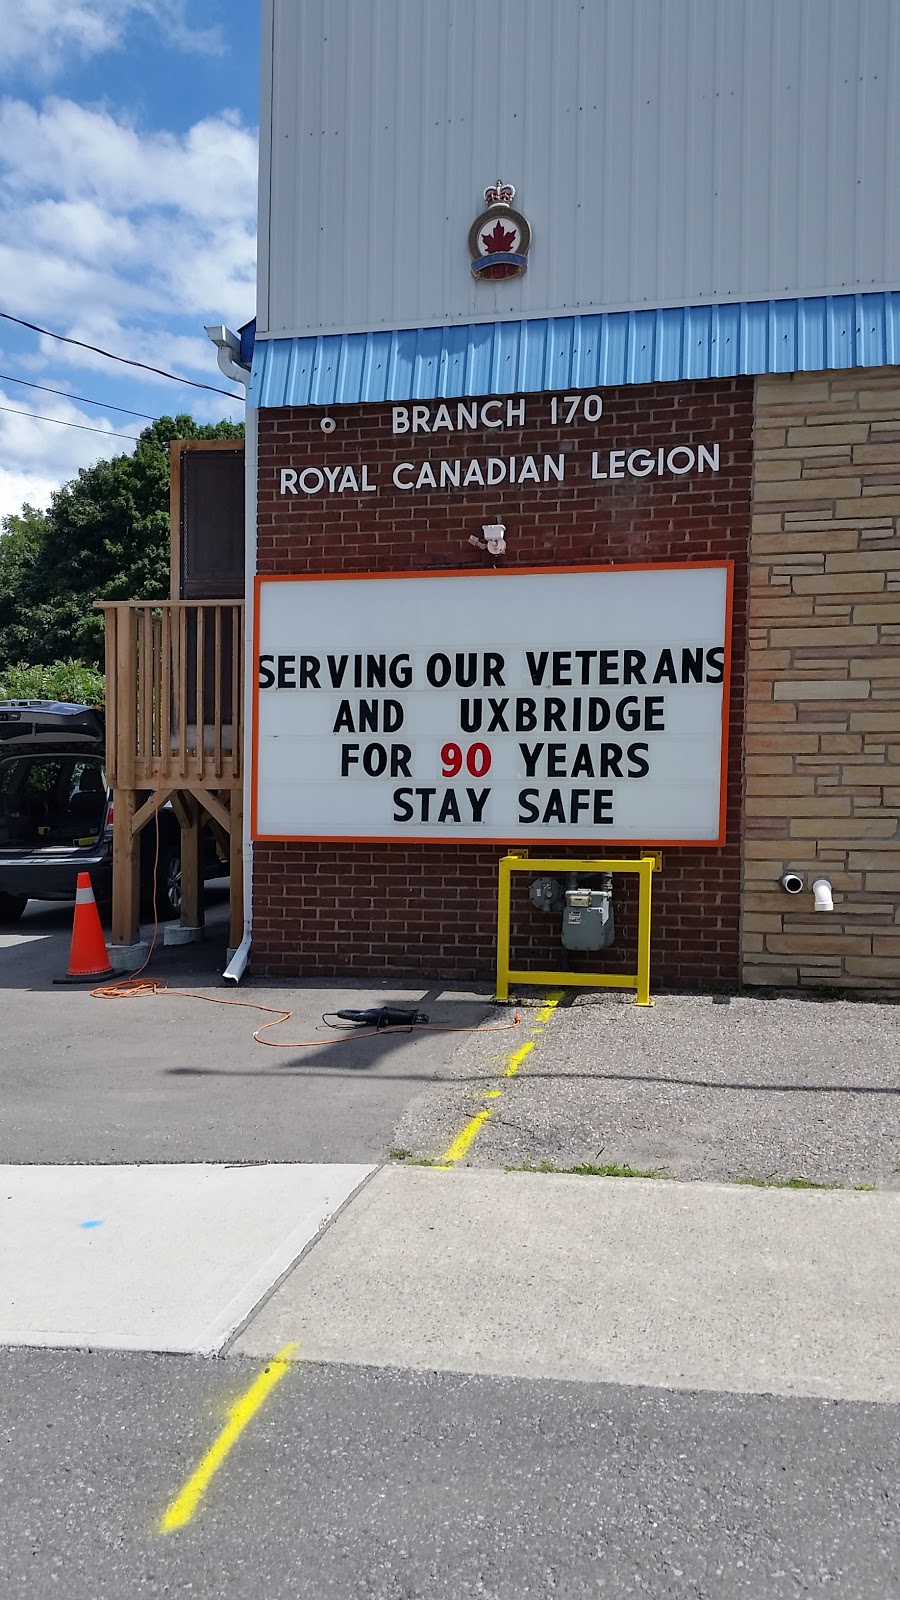 BRANCH 170
ROYAL CANADIAN LEGION
SERVING OUR VETERANS
AND UXBRIDGE
FOR 90 YEARS
STAY SAFE